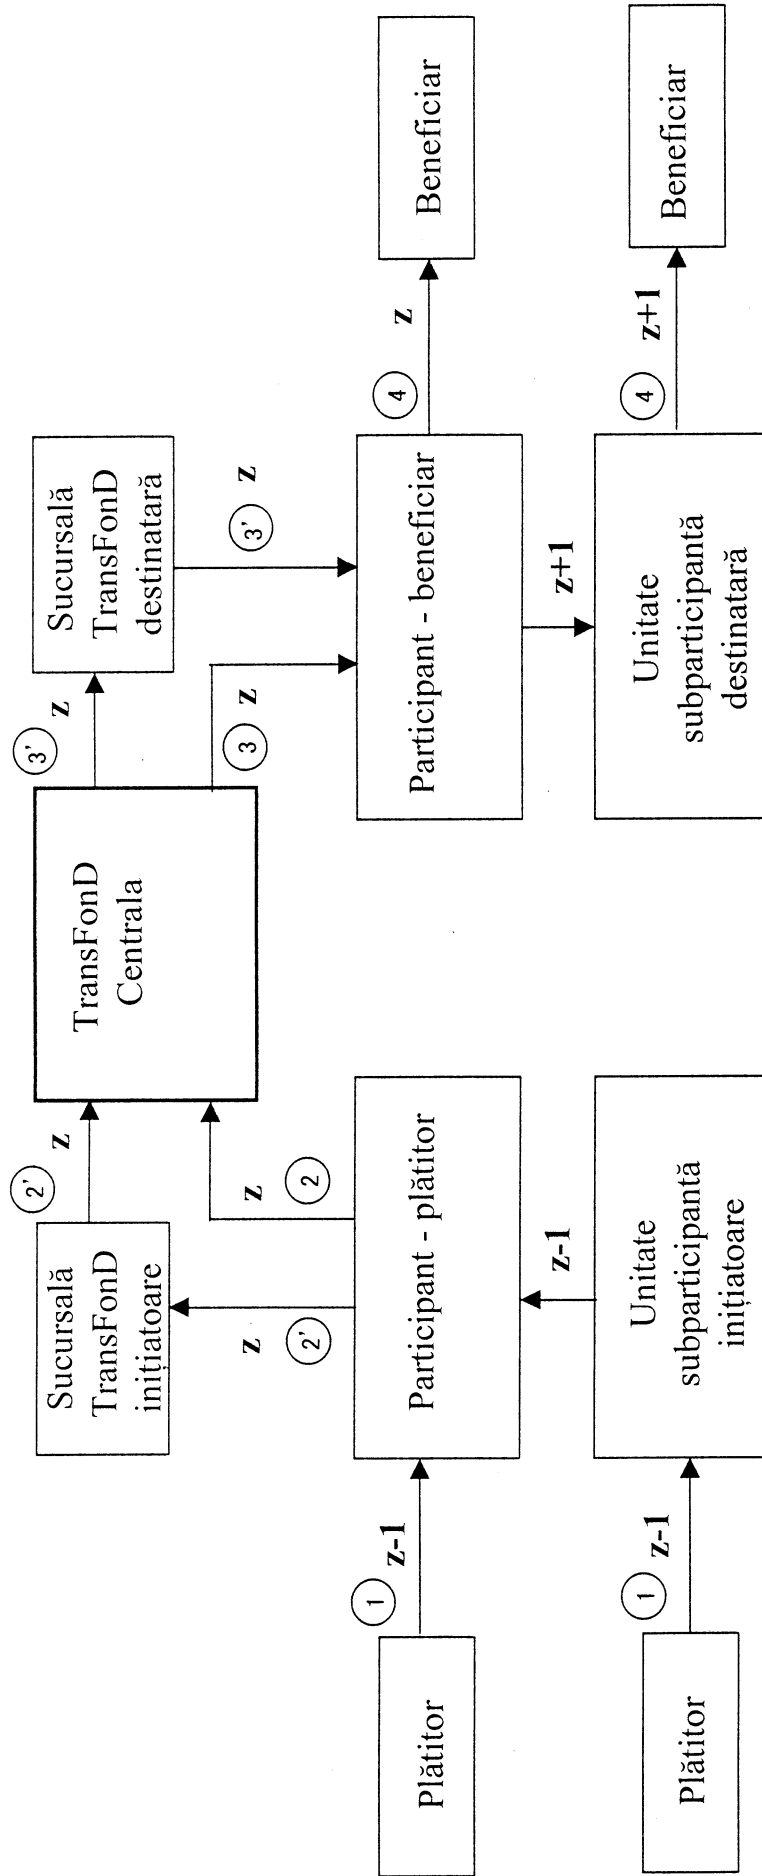 Sucursală
TransFonD
inițiatoare
2'
z
TransFonD
Centrala
3'
z
Sucursală
TransFonD
destinatară
z
2'
z
2
3
z
3'
z
Plătitor
1
z-1
Participant - plătitor
Participant - beneficiar
4
z
Beneficiar
z-1
z+1
Plătitor
1
z-1
Unitate
subparticipantă
inițiatoare
Unitate
subparticipantă
destinatară
4
z+1
Beneficiar